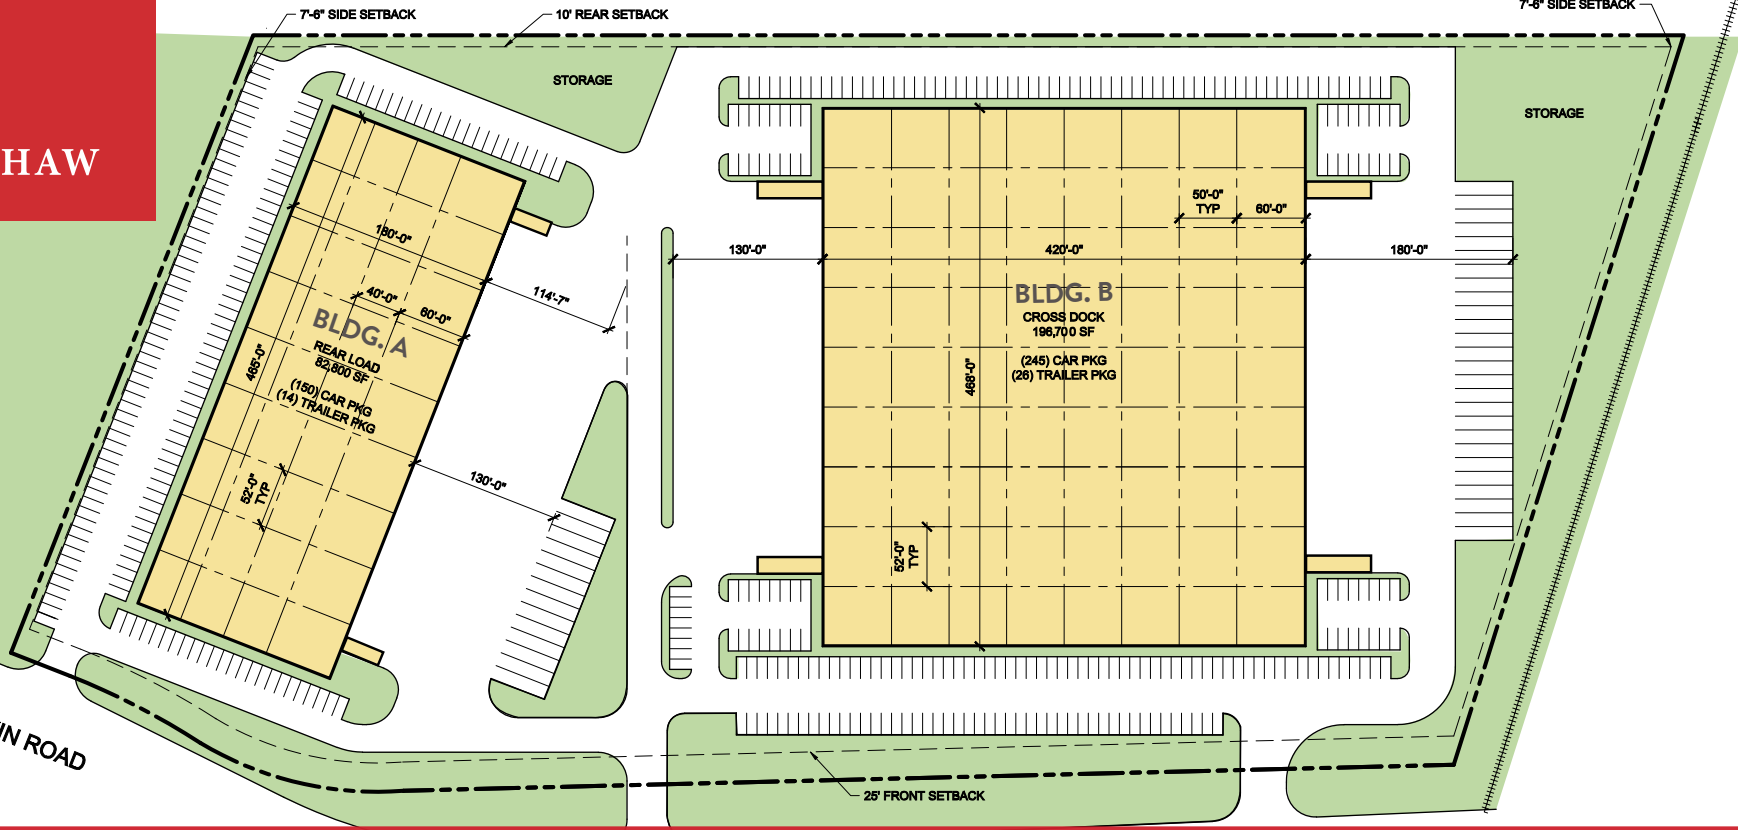 7'-6" SIDE SETBACK
10' REAR SETBACK
7'-6" SIDE SETBACK
STORAGE
STORAGE
HAW
180'-0"
40'-0"
60'-0"
114'-7"
BLDG. A
REAR LOAD
82,800 SF
(150) CAR PKG
(14) TRAILER PKG
465'-0"
52'-0"
TYP
130'-0"
130'-0"
420'-0"
180'-0"
50'-0"
TYP
60'-0"
BLDG. B
CROSS DOCK
196,700 SF
(245) CAR PKG
(26) TRAILER PKG
468'-0"
52'-0"
TYP
IN ROAD
25' FRONT SETBACK